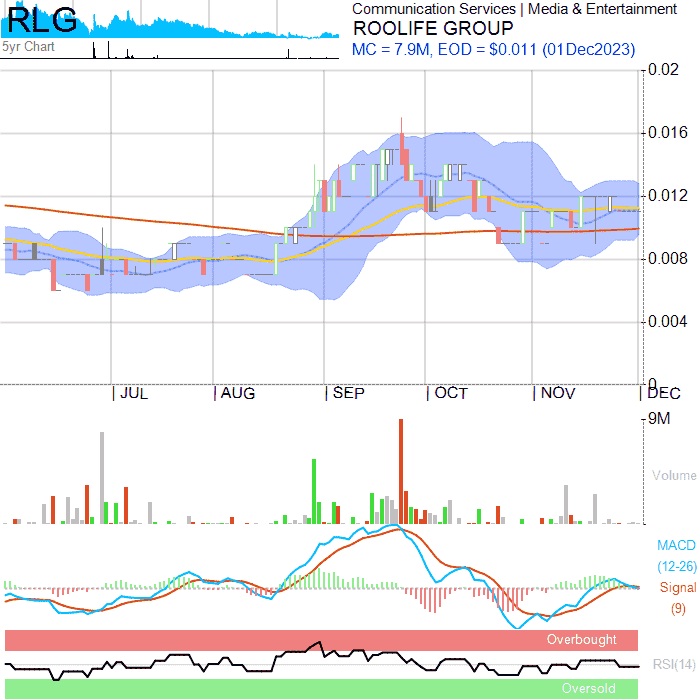 RLG
5yr Chart
Communication Services | Media & Entertainment
ROOLIFE GROUP
MC = 7.9M, EOD = $0.011 (01Dec2023)
0.02
0.016
0.012
0.008
0.004
0
JUL AUG SEP OCT NOV DEC
9M
Volume
MACD
(12-26)
Signal
(9)
Overbought
RSI(14)
Oversold